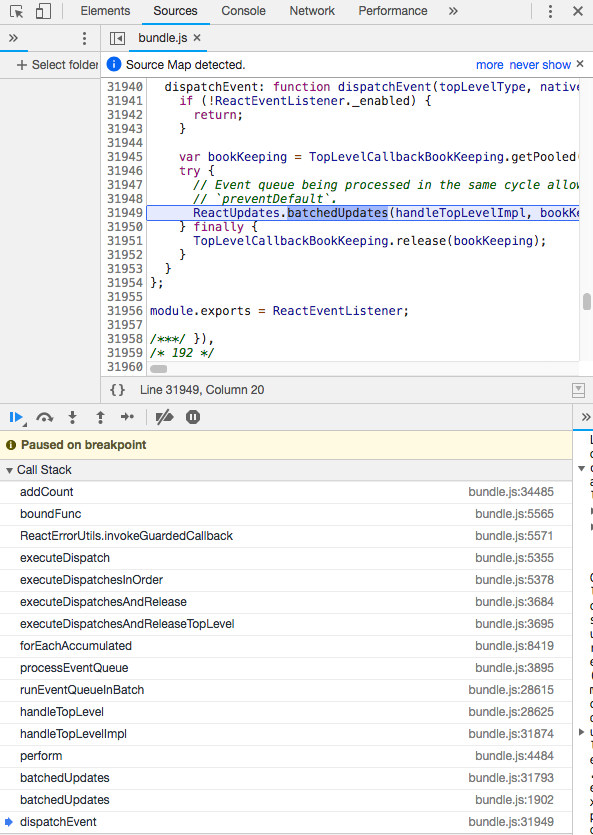 Elements Sources Console Network Performance »
» bundle.js ×
Select folder
Source Map detected. more never show ×
31940 dispatchEvent: function dispatchEvent(topLevelType, native
31941 if (!ReactEventListener._enabled) {
31942 return;
31943 }
31944
31945 var bookKeeping = TopLevelCallbackBookKeeping.getPooled(
31946 try {
31947 // Event queue being processed in the same cycle allow
31948 // `preventDefault`.
31949 ReactUpdates.batchedUpdates(handleTopLevelImpl, bookKe
31950 } finally {
31951 TopLevelCallbackBookKeeping.release(bookKeeping);
31952 }
31953 }
31954 };
31955
31956 module.exports = ReactEventListener;
31957
31958 /***/ }),
31959 /* 192 */
31960
{} Line 31949, Column 20
»
Paused on breakpoint
Call Stack
addCount bundle.js:34485
boundFunc bundle.js:5565
ReactErrorUtils.invokeGuardedCallback bundle.js:5571
executeDispatch bundle.js:5355
executeDispatchesInOrder bundle.js:5378
executeDispatchesAndRelease bundle.js:3684
executeDispatchesAndReleaseTopLevel bundle.js:3695
forEachAccumulated bundle.js:8419
processEventQueue bundle.js:3895
runEventQueueInBatch bundle.js:28615
handleTopLevel bundle.js:28625
handleTopLevelImpl bundle.js:31874
perform bundle.js:4484
batchedUpdates bundle.js:31793
batchedUpdates bundle.js:1902
dispatchEvent bundle.js:31949